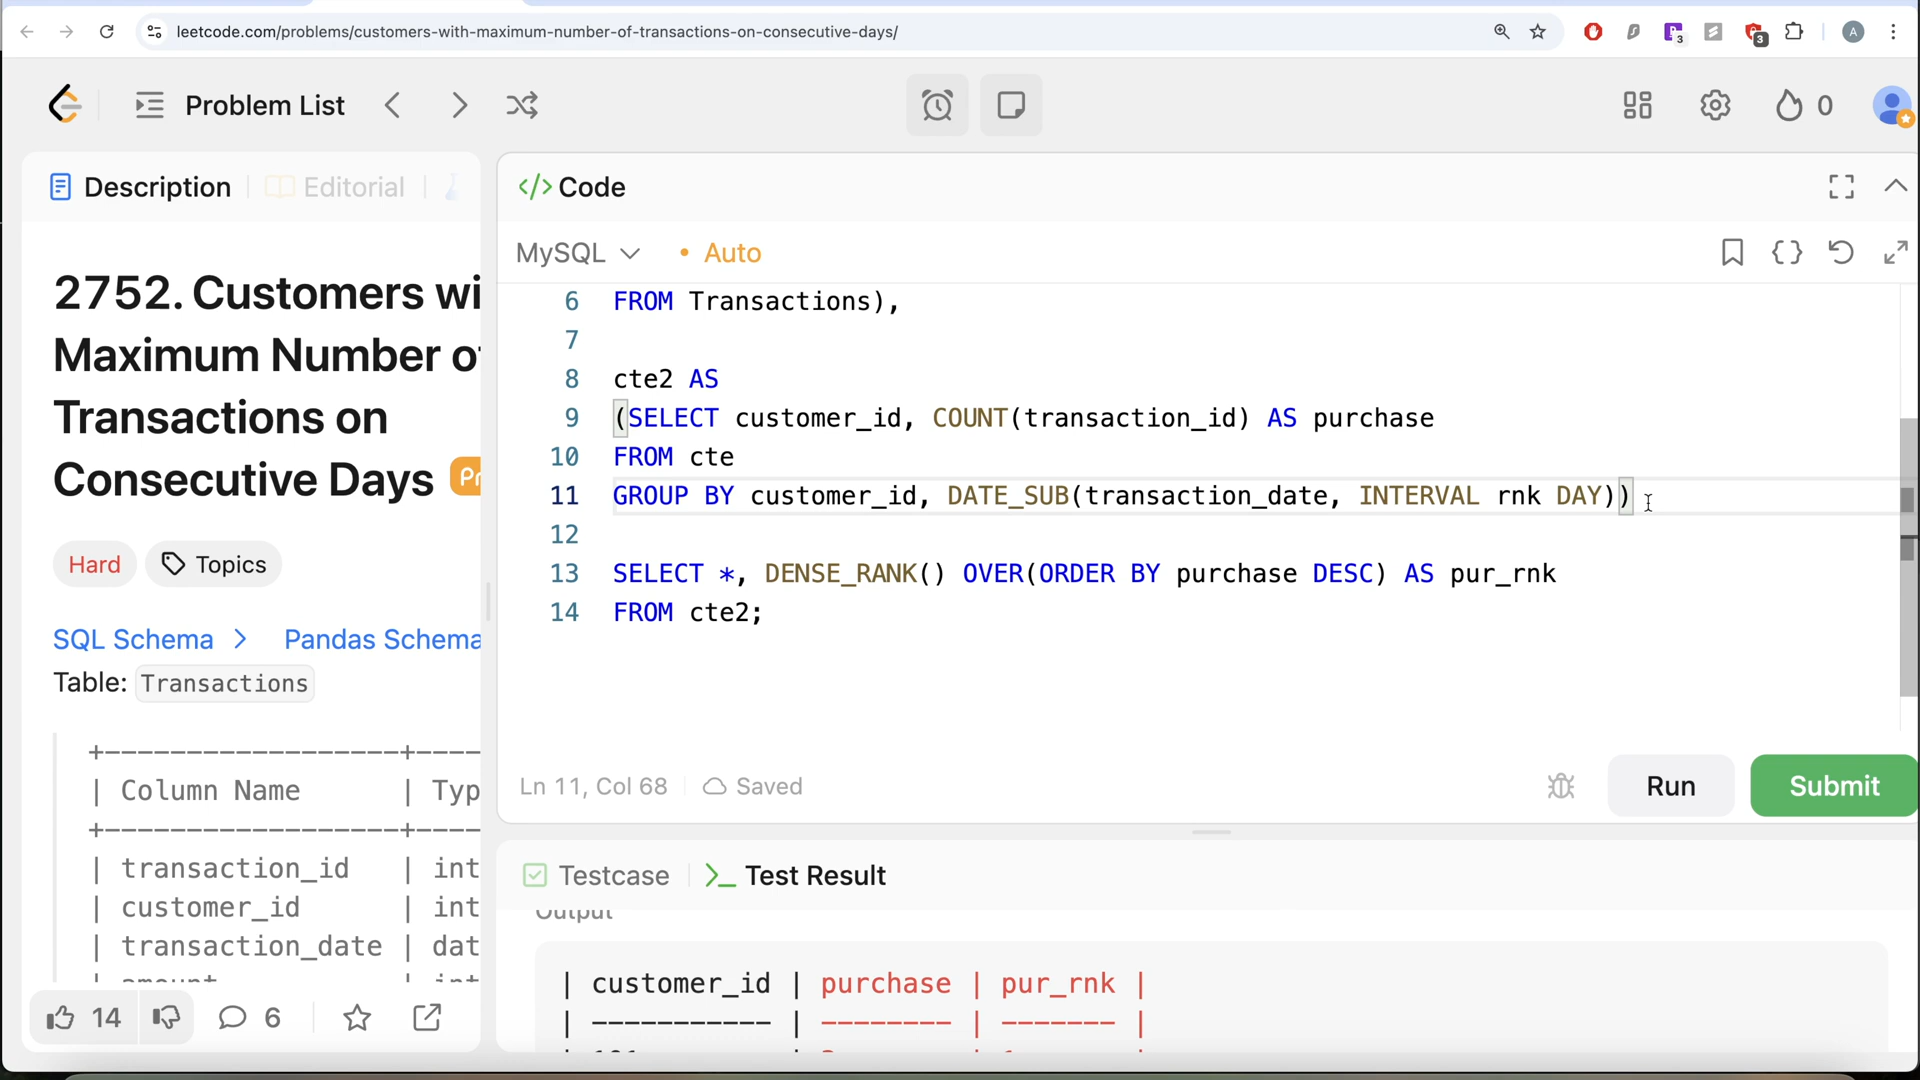 leetcode.com/problems/customers-with-maximum-number-of-transactions-on-consecutive-days/
3
3
A
Problem List
0
Description
Editorial
2752. Customers wi
Maximum Number o
Transactions on
Consecutive Days
Hard
Topics
SQL Schema
Pandas Schema
Table: Transactions
+------------------+----
| Column Name | Typ
+------------------+----
| transaction_id | int
| customer_id | int
| transaction_date | dat
14
6
</> Code
MySQL
• Auto
6 FROM Transactions),
7
8 cte2 AS
9 (SELECT customer_id, COUNT(transaction_id) AS purchase
10 FROM cte
11 GROUP BY customer_id, DATE_SUB(transaction_date, INTERVAL rnk DAY))
12
13 SELECT *, DENSE_RANK() OVER(ORDER BY purchase DESC) AS pur_rnk
14 FROM cte2;
Ln 11, Col 68
Saved
Run
Submit
Testcase
>_ Test Result
Output
| customer_id | purchase | pur_rnk |
| ----------- | -------- | ------- |